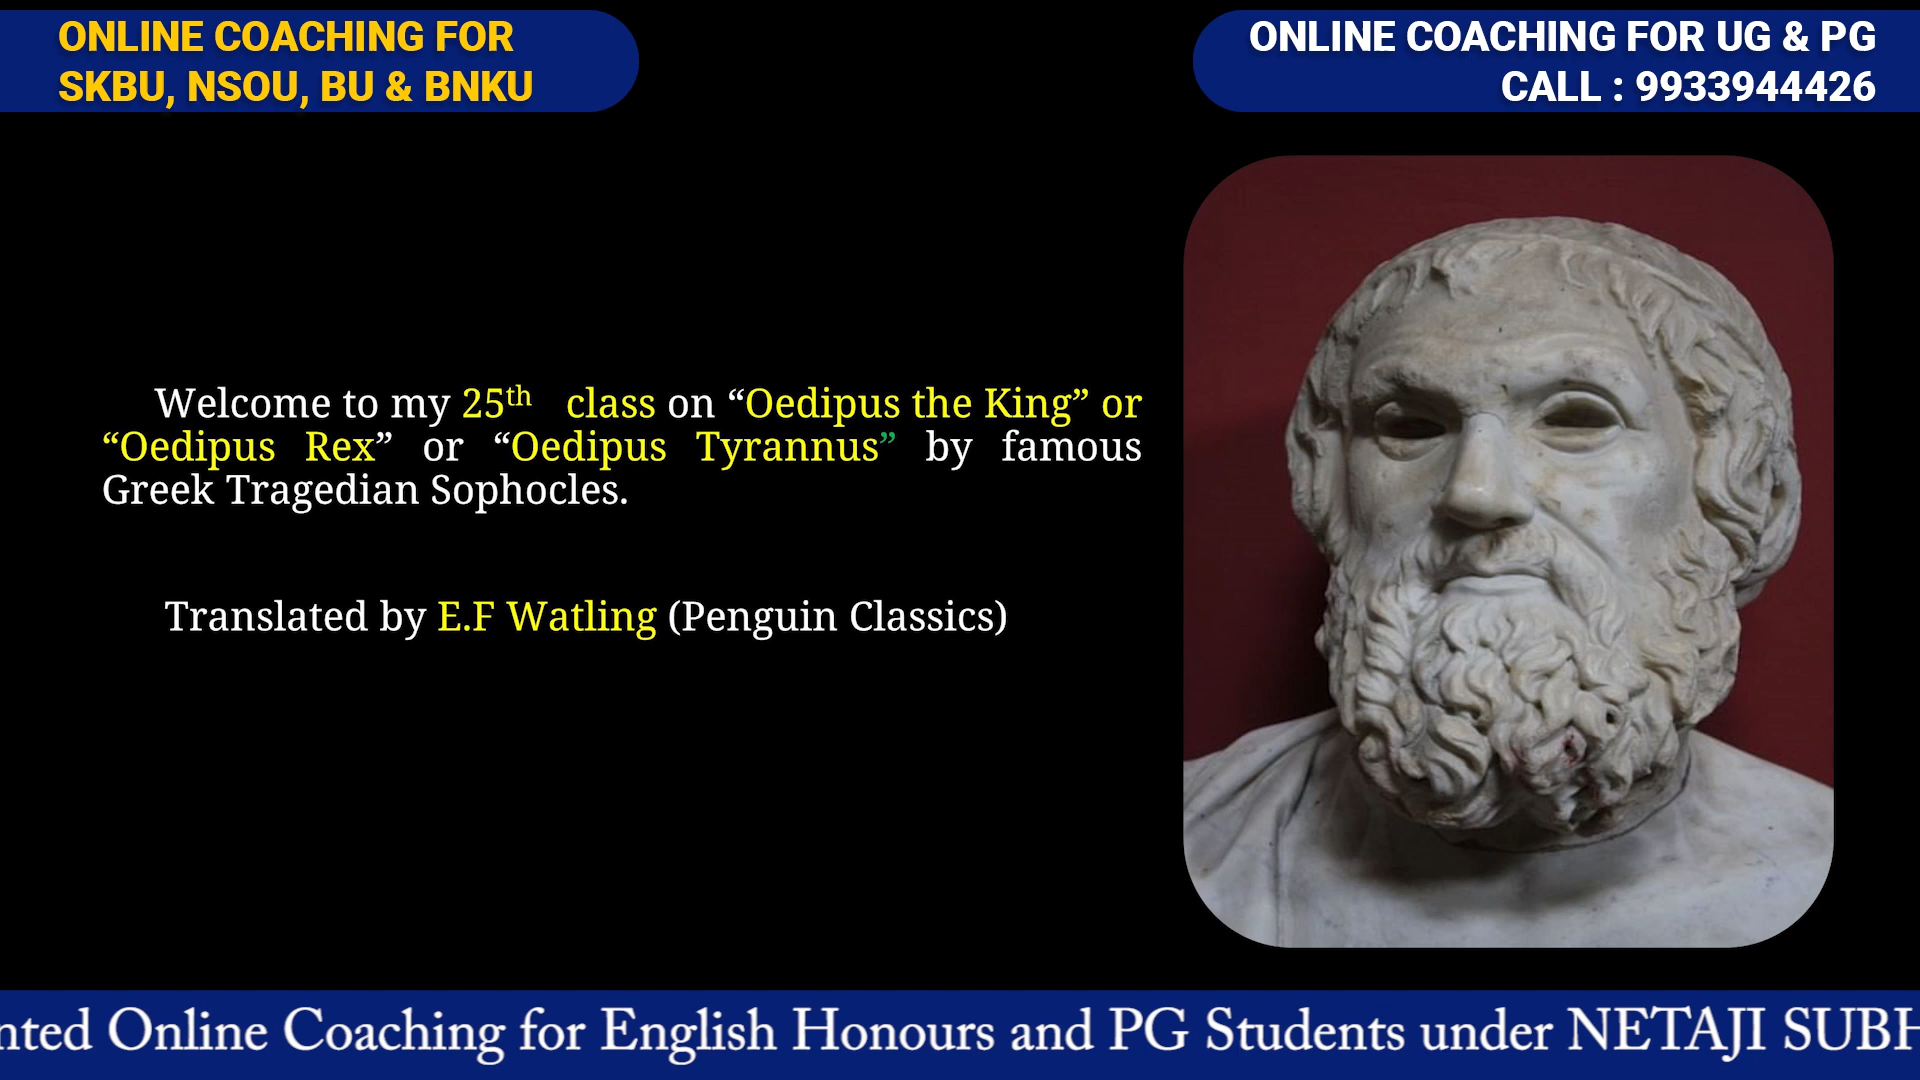 ONLINE COACHING FOR
SKBU, NSOU, BU & BNKU
ONLINE COACHING FOR UG & PG
CALL : 9933944426
Welcome to my 25th class on “Oedipus the King” or
“Oedipus Rex” or “Oedipus Tyrannus” by famous
Greek Tragedian Sophocles.
Translated by E.F Watling (Penguin Classics)
nted Online Coaching for English Honours and PG Students under NETAJI SUBH